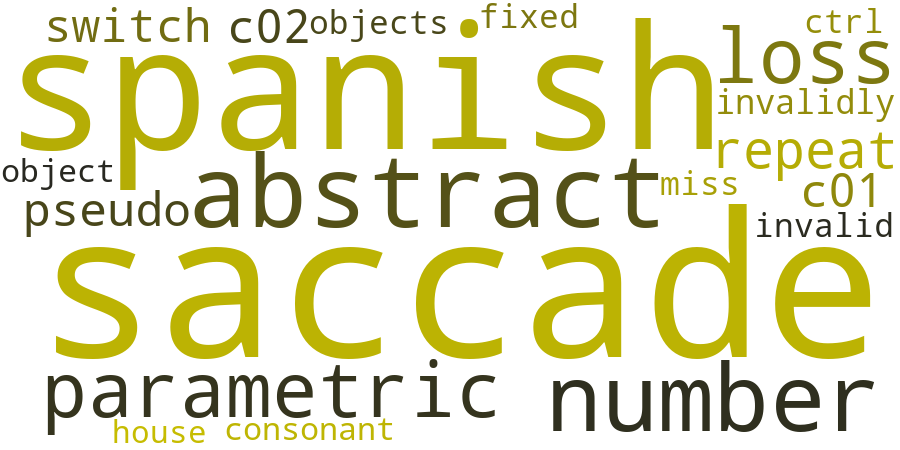 switch c02 objects fixed ctrl
spanish loss
invalidly
repeat
object abstract miss c01
pseudo invalid
saccade
parametric number
house consonant